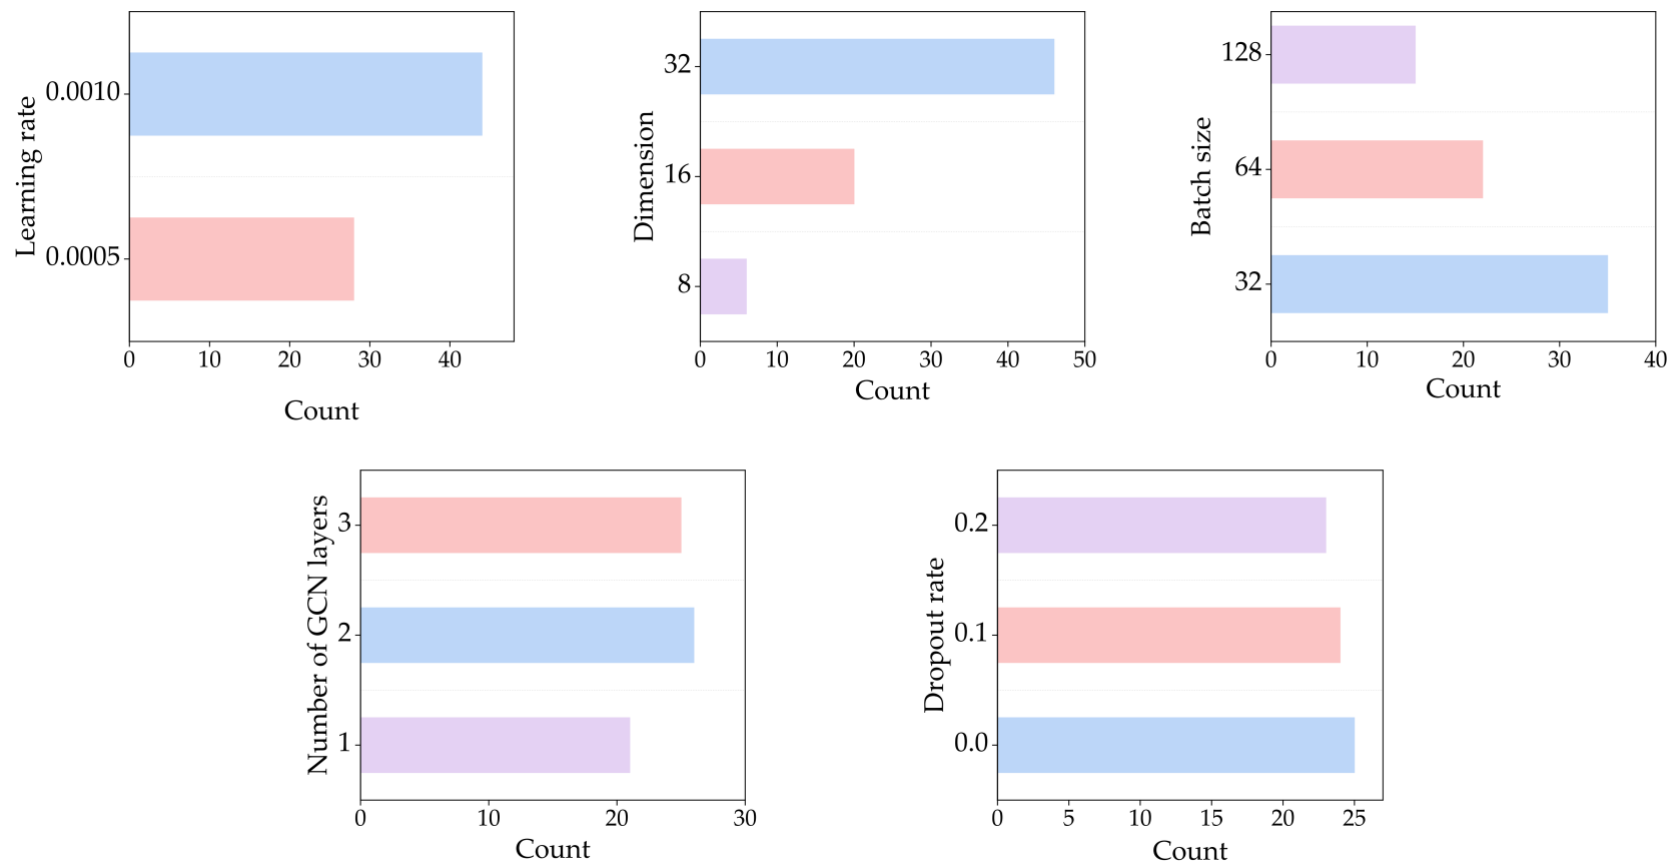 Learning rate
0.0010
0.0005
0 10 20 30 40
Count
Dimension
32
16
8
0 10 20 30 40 50
Count
Batch size
128
64
32
0 10 20 30 40
Count
Number of GCN layers
3
2
1
0 10 20 30
Count
Dropout rate
0.2
0.1
0.0
0 5 10 15 20 25
Count